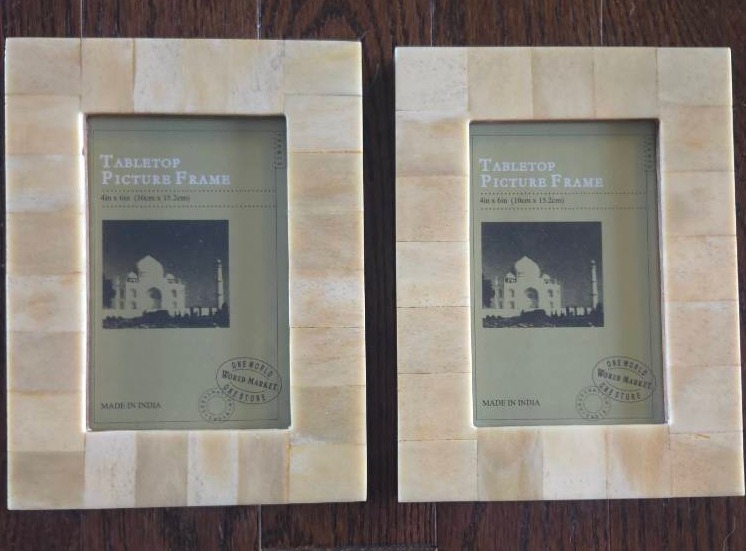 TABLETOP
PICTURE FRAME
4in x 6in (10cm x 15.2cm)
ONE WORLD
WORLD MARKET
ONE STORE
MADE IN INDIA
TABLETOP
PICTURE FRAME
4in x 6in (10cm x 15.2cm)
ONE WORLD
WORLD MARKET
ONE STORE
MADE IN INDIA